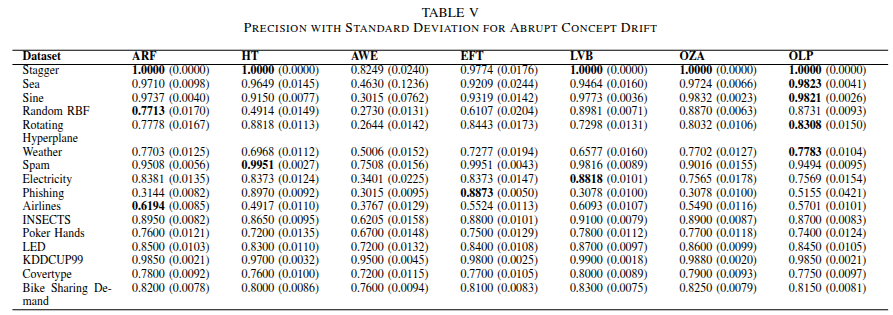 TABLE V
PRECISION WITH STANDARD DEVIATION FOR ABRUPT CONCEPT DRIFT
Dataset ARF HT AWE EFT LVB OZA OLP
Stagger 1.0000 (0.0000) 1.0000 (0.0000) 0.8249 (0.0240) 0.9774 (0.0176) 1.0000 (0.0000) 1.0000 (0.0000) 1.0000 (0.0000)
Sea 0.9710 (0.0098) 0.9649 (0.0145) 0.4630 (0.1236) 0.9209 (0.0244) 0.9464 (0.0160) 0.9724 (0.0066) 0.9823 (0.0041)
Sine 0.9737 (0.0040) 0.9150 (0.0077) 0.3015 (0.0762) 0.9319 (0.0142) 0.9773 (0.0036) 0.9832 (0.0023) 0.9821 (0.0026)
Random RBF 0.7713 (0.0170) 0.4914 (0.0149) 0.2730 (0.0131) 0.6107 (0.0204) 0.8981 (0.0071) 0.8870 (0.0063) 0.8731 (0.0093)
Rotating 0.7778 (0.0167) 0.8818 (0.0113) 0.2644 (0.0142) 0.8443 (0.0173) 0.7298 (0.0131) 0.8032 (0.0106) 0.8308 (0.0150)
Hyperplane
Weather 0.7703 (0.0125) 0.6968 (0.0112) 0.5006 (0.0152) 0.7277 (0.0194) 0.6577 (0.0160) 0.7702 (0.0127) 0.7783 (0.0104)
Spam 0.9508 (0.0056) 0.9951 (0.0027) 0.7508 (0.0156) 0.9951 (0.0043) 0.9816 (0.0089) 0.9016 (0.0155) 0.9494 (0.0095)
Electricity 0.8381 (0.0135) 0.8373 (0.0124) 0.3401 (0.0225) 0.8373 (0.0147) 0.8818 (0.0101) 0.7565 (0.0178) 0.7569 (0.0154)
Phishing 0.3144 (0.0082) 0.8970 (0.0092) 0.3015 (0.0095) 0.8873 (0.0050) 0.3078 (0.0100) 0.3078 (0.0100) 0.5155 (0.0421)
Airlines 0.6194 (0.0085) 0.4917 (0.0110) 0.3767 (0.0129) 0.5524 (0.0113) 0.6093 (0.0107) 0.5490 (0.0116) 0.5701 (0.0101)
INSECTS 0.8950 (0.0082) 0.8650 (0.0095) 0.6205 (0.0158) 0.8800 (0.0101) 0.9100 (0.0079) 0.8900 (0.0087) 0.8700 (0.0083)
Poker Hands 0.7600 (0.0121) 0.7200 (0.0135) 0.6700 (0.0148) 0.7500 (0.0129) 0.7800 (0.0112) 0.7700 (0.0118) 0.7400 (0.0124)
LED 0.8500 (0.0103) 0.8300 (0.0110) 0.7200 (0.0132) 0.8400 (0.0108) 0.8700 (0.0097) 0.8600 (0.0099) 0.8450 (0.0105)
KDDCUP99 0.9850 (0.0021) 0.9700 (0.0032) 0.9500 (0.0045) 0.9800 (0.0025) 0.9900 (0.0018) 0.9880 (0.0020) 0.9850 (0.0021)
Covertype 0.7800 (0.0092) 0.7600 (0.0100) 0.7200 (0.0115) 0.7700 (0.0105) 0.8000 (0.0089) 0.7900 (0.0093) 0.7750 (0.0097)
Bike Sharing De- 0.8200 (0.0078) 0.8000 (0.0086) 0.7600 (0.0094) 0.8100 (0.0083) 0.8300 (0.0075) 0.8250 (0.0079) 0.8150 (0.0081)
mand